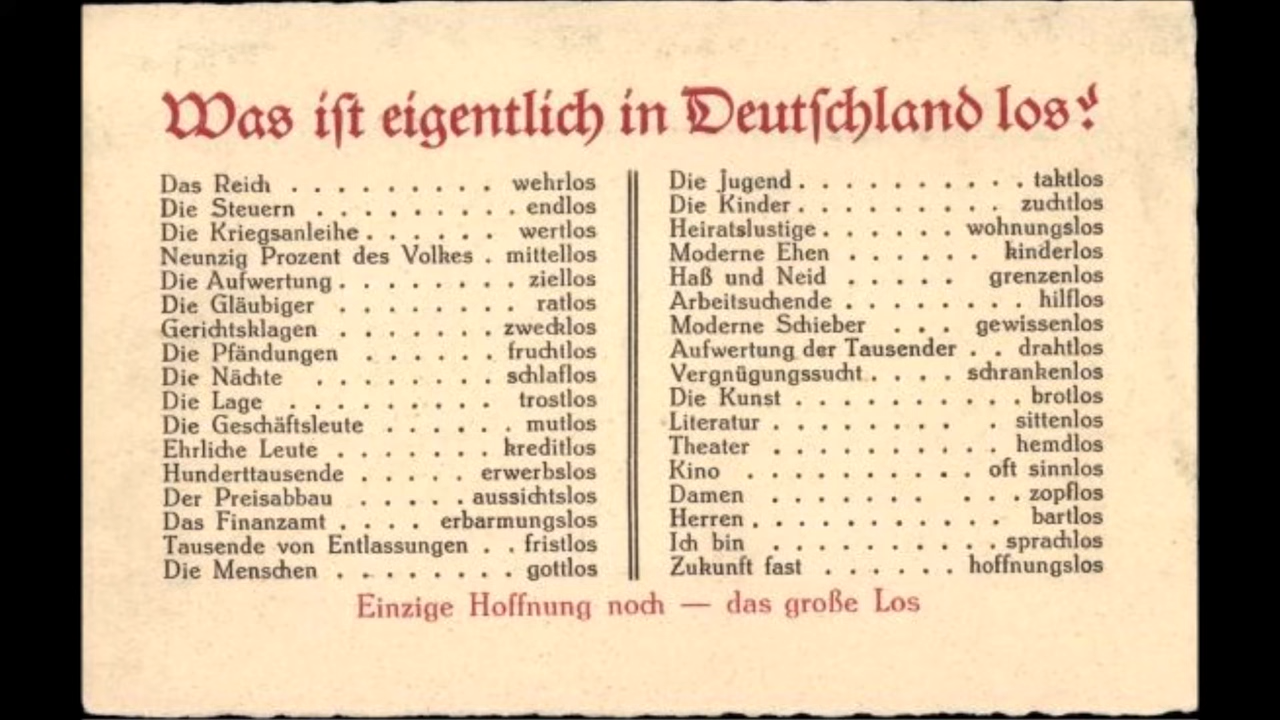 Was ist eigentlich in Deutschland los?
Das Reich . . . . . . . . . wehrlos
Die Steuern . . . . . . . . . endlos
Die Kriegsanleihe . . . . . . wertlos
Neunzig Prozent des Volkes . mittellos
Die Aufwertung . . . . . . . . ziellos
Die Gläubiger . . . . . . . . ratlos
Gerichtsklagen . . . . . . . zwecklos
Die Pfändungen . . . . . . fruchtlos
Die Nächte . . . . . . . . schlaflos
Die Lage . . . . . . . . . trostlos
Die Geschäftsleute . . . . . . mutlos
Ehrliche Leute . . . . . . . kreditlos
Hunderttausende . . . . . erwerbslos
Der Preisabbau . . . . . aussichtslos
Das Finanzamt . . . . erbarmungslos
Tausende von Entlassungen . . fristlos
Die Menschen . . . . . . . . gottlos
Die Jugend . . . . . . . . . . taktlos
Die Kinder . . . . . . . . . zuchtlos
Heiratslustige . . . . . . wohnungslos
Moderne Ehen . . . . . . kinderlos
Haß und Neid . . . . . grenzenlos
Arbeitsuchende . . . . . . . . hilflos
Moderne Schieber . . . gewissenlos
Aufwertung der Tausender . . drahtlos
Vergnügungssucht . . . . schrankenlos
Die Kunst . . . . . . . . . . brotlos
Literatur . . . . . . . . . sittenlos
Theater . . . . . . . . . hemdlos
Kino . . . . . . . . . . oft sinnlos
Damen . . . . . . . . . . zopflos
Herren . . . . . . . . . . . bartlos
Ich bin . . . . . . . . . . sprachlos
Zukunft fast . . . . . . hoffnungslos
Einzige Hoffnung noch — das große Los